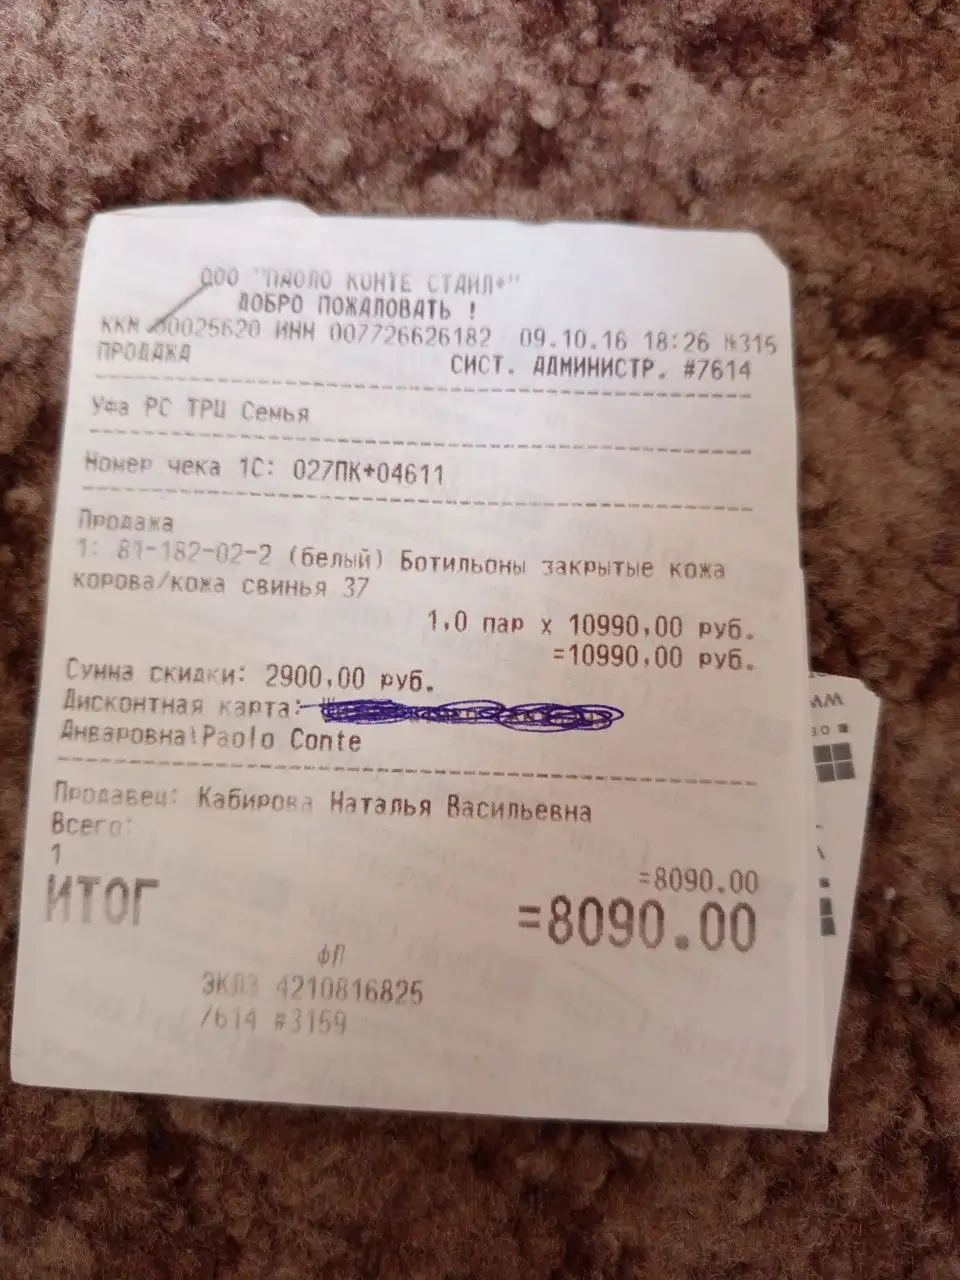 ООО "ПАОЛО КОНТЕ СТАИЛ+"
ДОБРО ПОЖАЛОВАТЬ !
ККМ 00025620 ИНН 007726626182 09.10.16 18:26 №315
ПРОДАЖА СИСТ. АДМИНИСТР. #7614
Уфа РС ТРЦ Семья
Номер чека 1С: 027ПК+04611
Продажа
1: 81-182-02-2 (белый) Ботильоны закрытые кожа
корова/кожа свинья 37
1,0 пар x 10990,00 руб.
=10990,00 руб.
Сумма скидки: 2900,00 руб.
Дисконтная карта:
Анваровна\Paolo Conte
Продавец: Кабирова Наталья Васильевна
Всего:
1
=8090.00
ИТОГ =8090.00
ФП
ЭКЛЗ 4210816825
7614 #3159